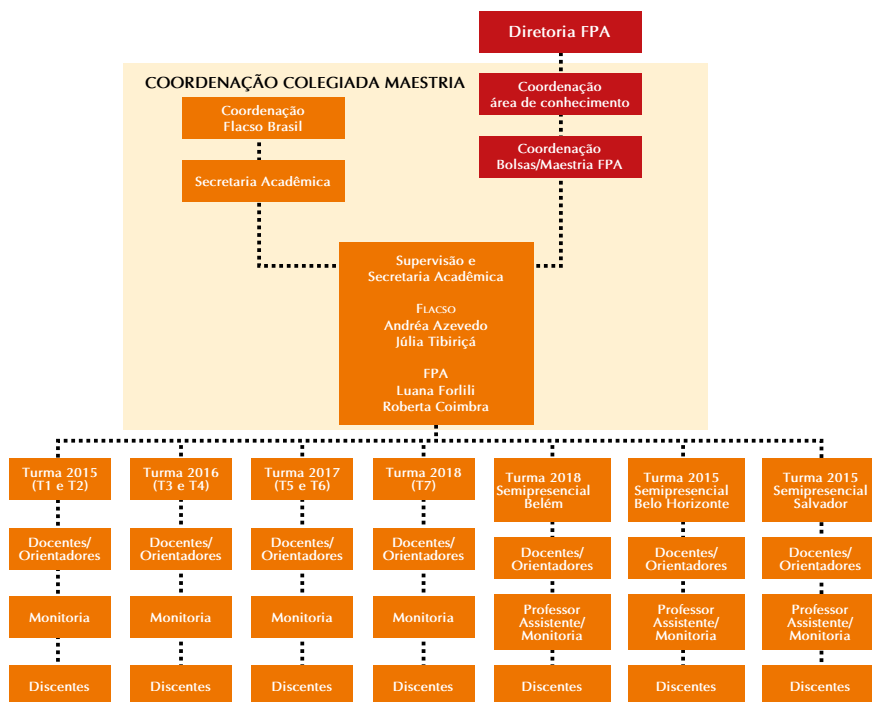 Diretoria FPA
COORDENAÇÃO COLEGIADA MAESTRIA
Coordenação
área de conhecimento
Coordenação
Flacso Brasil
Coordenação
Bolsas/Maestria FPA
Secretaria Acadêmica
Supervisão e
Secretaria Acadêmica
Flacso
Andréa Azevedo
Júlia Tibiriçá
FPA
Luana Forlili
Roberta Coimbra
Turma 2015
(T1 e T2)
Turma 2016
(T3 e T4)
Turma 2017
(T5 e T6)
Turma 2018
(T7)
Turma 2018
Semipresencial
Belém
Turma 2015
Semipresencial
Belo Horizonte
Turma 2015
Semipresencial
Salvador
Docentes/
Orientadores
Docentes/
Orientadores
Docentes/
Orientadores
Docentes/
Orientadores
Docentes/
Orientadores
Docentes/
Orientadores
Docentes/
Orientadores
Monitoria
Monitoria
Monitoria
Monitoria
Professor
Assistente/
Monitoria
Professor
Assistente/
Monitoria
Professor
Assistente/
Monitoria
Discentes
Discentes
Discentes
Discentes
Discentes
Discentes
Discentes